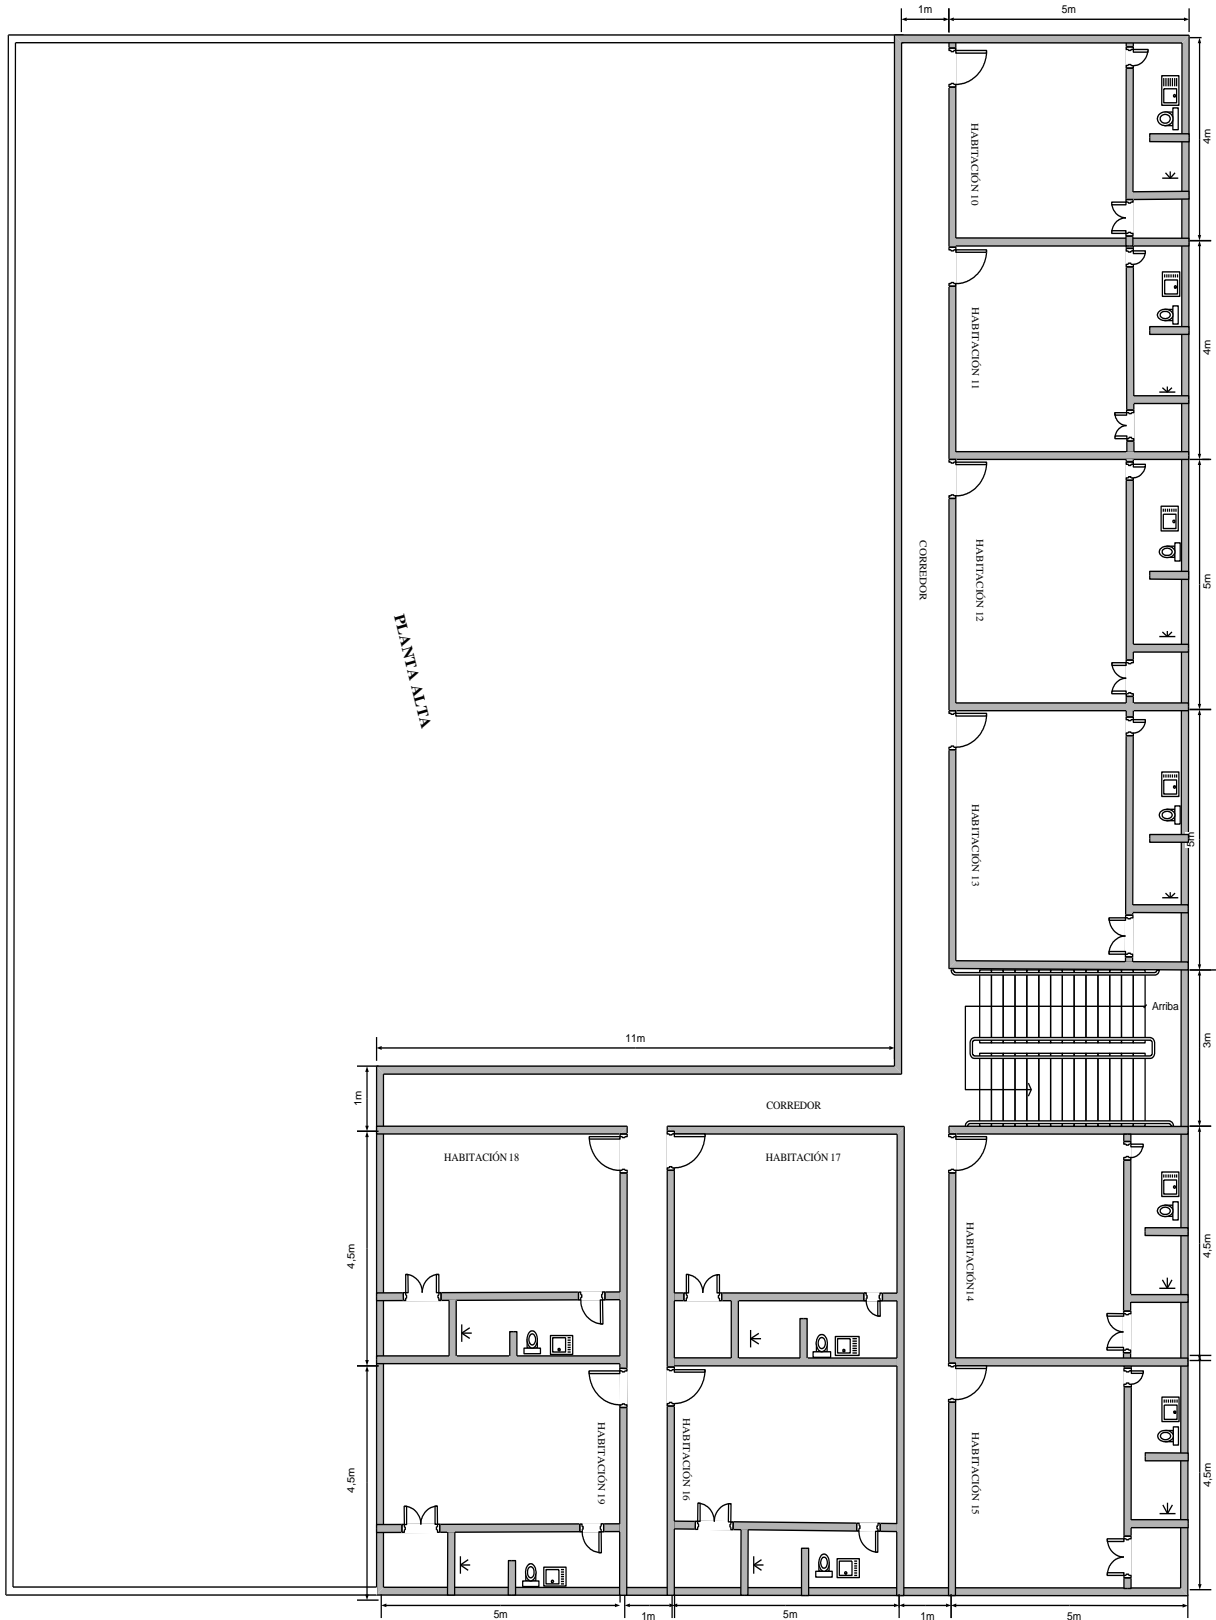 1m
5m
HABITACIÓN 10
4m
HABITACIÓN 11
4m
CORREDOR
HABITACIÓN 12
5m
PLANTA ALTA
HABITACIÓN 13
5m
Arriba
3m
11m
1m
CORREDOR
HABITACIÓN 18
HABITACIÓN 17
4,5m
HABITACIÓN14
4,5m
HABITACIÓN 19
HABITACIÓN 16
HABITACIÓN 15
4,5m
4,5m
5m
1m
5m
1m
5m